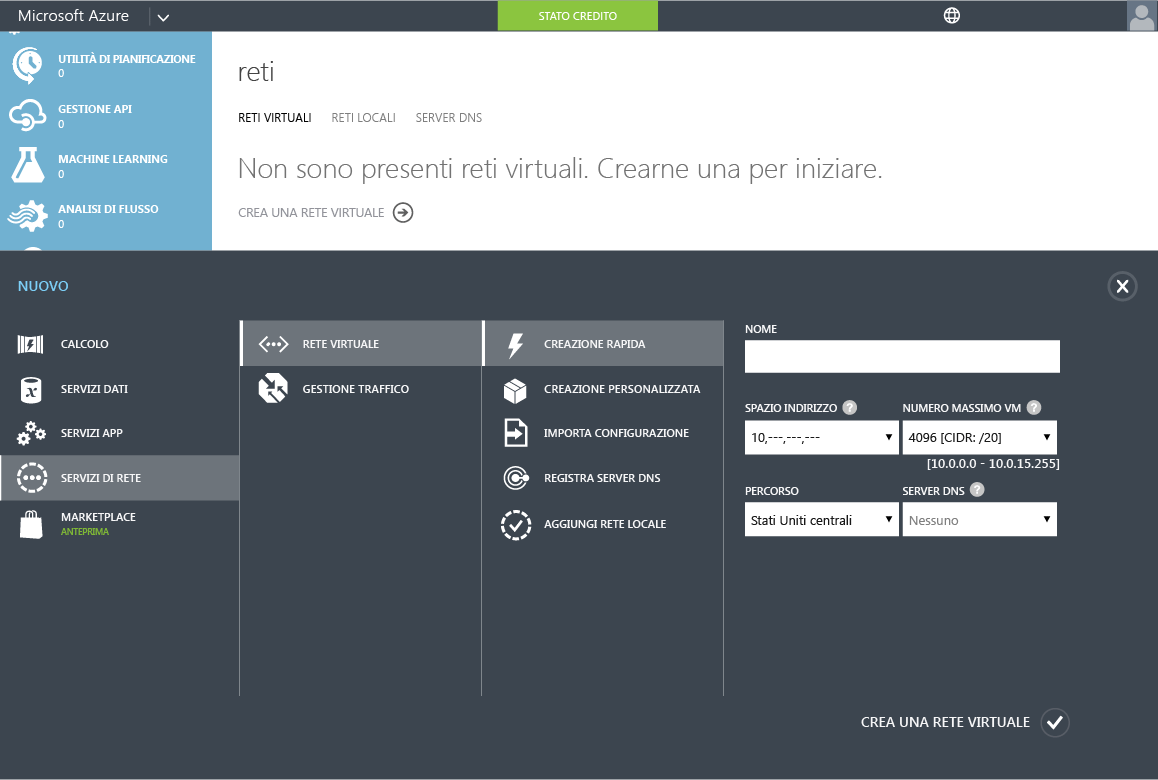 Microsoft Azure
STATO CREDITO
UTILITÀ DI PIANIFICAZIONE
0
GESTIONE API
0
MACHINE LEARNING
0
ANALISI DI FLUSSO
0
reti
RETI VIRTUALI RETI LOCALI SERVER DNS
Non sono presenti reti virtuali. Crearne una per iniziare.
CREA UNA RETE VIRTUALE
NUOVO
CALCOLO
SERVIZI DATI
SERVIZI APP
SERVIZI DI RETE
MARKETPLACE
ANTEPRIMA
RETE VIRTUALE
GESTIONE TRAFFICO
CREAZIONE RAPIDA
CREAZIONE PERSONALIZZATA
IMPORTA CONFIGURAZIONE
REGISTRA SERVER DNS
AGGIUNGI RETE LOCALE
NOME
SPAZIO INDIRIZZO ? NUMERO MASSIMO VM ?
10,---,---,--- 4096 [CIDR: /20]
[10.0.0.0 - 10.0.15.255]
PERCORSO SERVER DNS ?
Stati Uniti centrali Nessuno
CREA UNA RETE VIRTUALE